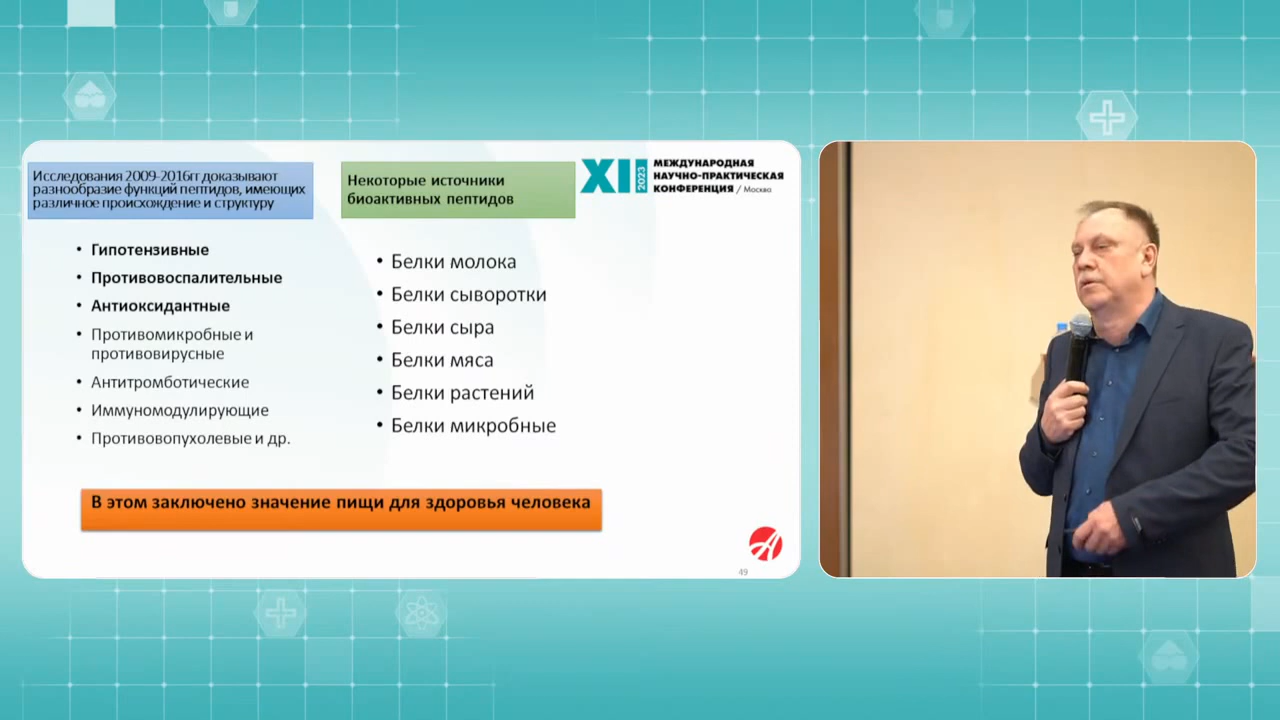 Исследования 2009-2016гг доказывают
разнообразие функций пептидов, имеющих
различное происхождение и структуру
• Гипотензивные
• Противовоспалительные
• Антиоксидантные
• Противомикробные и
противовирусные
• Антитромботические
• Иммуномодулирующие
• Противовопухолевые и др.
Некоторые источники
биоактивных пептидов
• Белки молока
• Белки сыворотки
• Белки сыра
• Белки мяса
• Белки растений
• Белки микробные
В этом заключено значение пищи для здоровья человека
XII 2023
МЕЖДУНАРОДНАЯ
НАУЧНО-ПРАКТИЧЕСКАЯ
КОНФЕРЕНЦИЯ / Москва
49